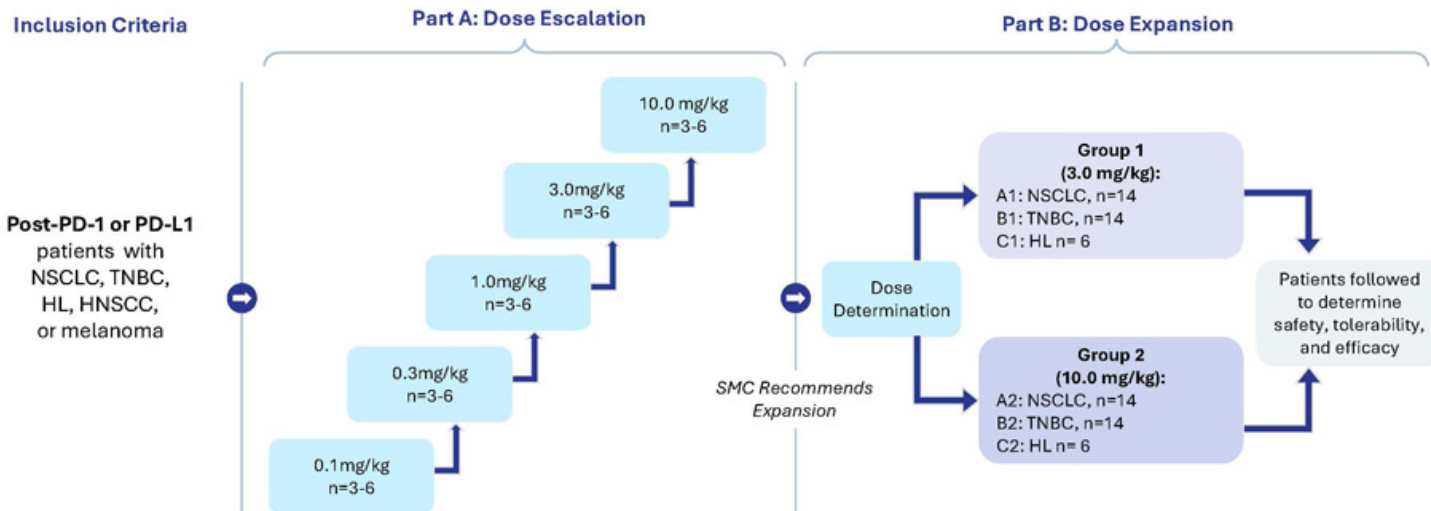 Inclusion Criteria
Post-PD-1 or PD-L1
patients with
NSCLC, TNBC,
HL, HNSCC,
or melanoma
Part A: Dose Escalation
10.0 mg/kg
n=3-6
3.0mg/kg
n=3-6
1.0mg/kg
n=3-6
0.3mg/kg
n=3-6
0.1mg/kg
n=3-6
SMC Recommends
Expansion
Part B: Dose Expansion
Dose
Determination
Group 1
(3.0 mg/kg):
A1: NSCLC, n=14
B1: TNBC, n=14
C1: HL n= 6
Group 2
(10.0 mg/kg):
A2: NSCLC, n=14
B2: TNBC, n=14
C2: HL n= 6
Patients followed
to determine
safety, tolerability,
and efficacy